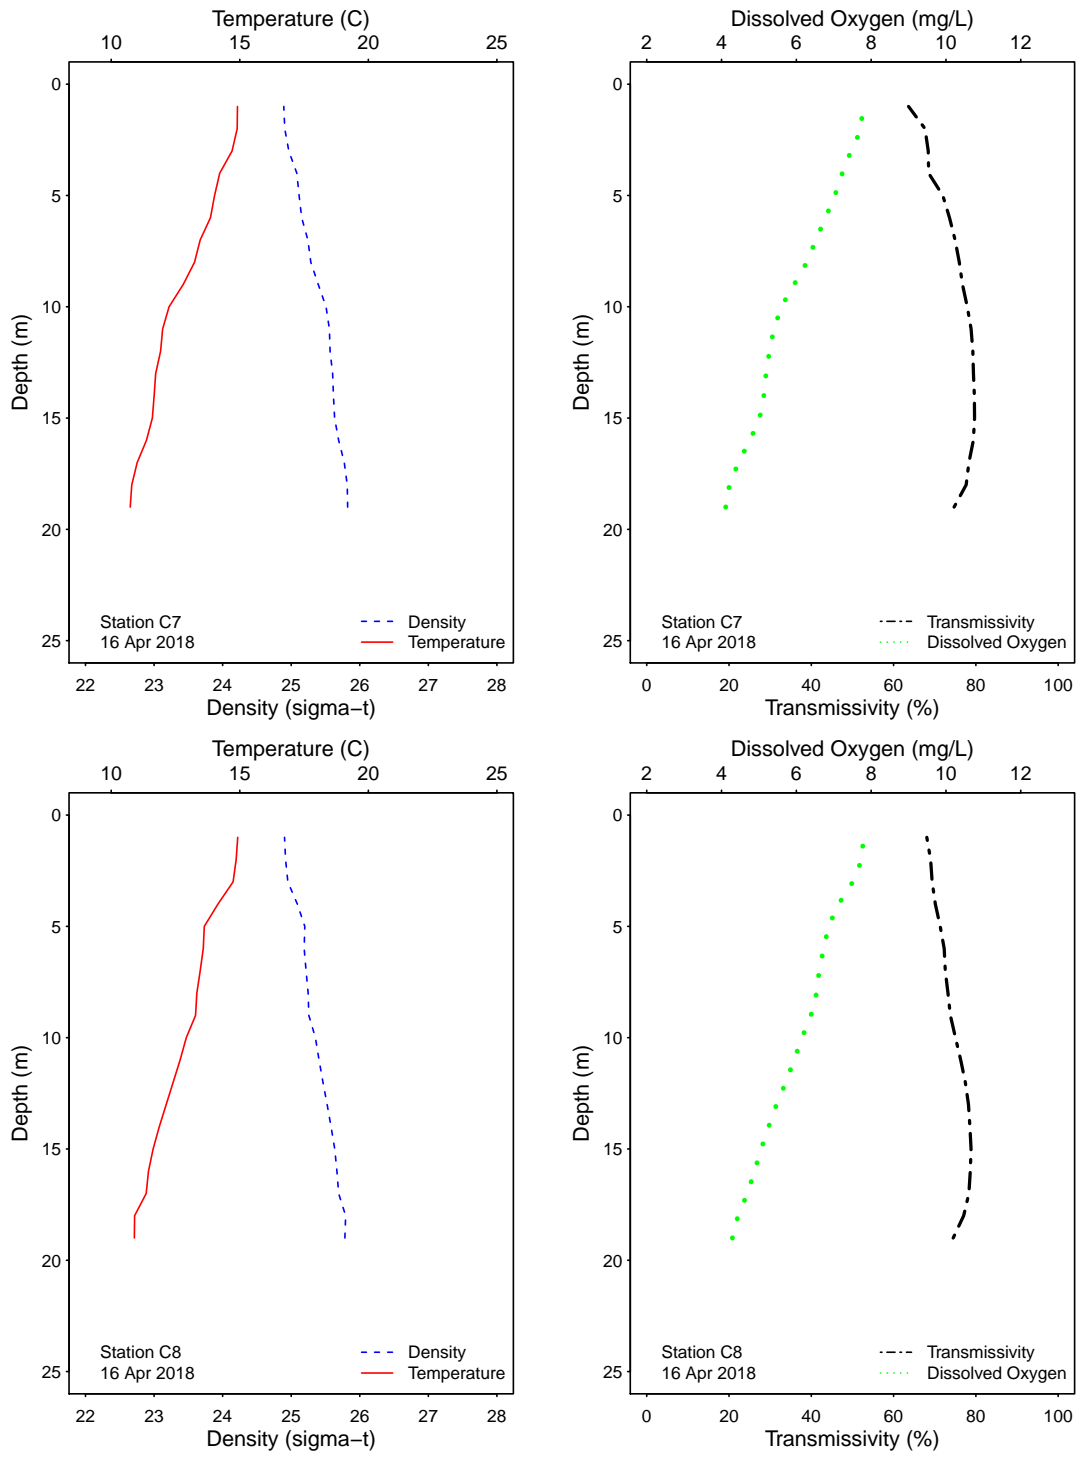 Temperature (C)
10 15 20 25
0
5
10
15
20
25
Depth (m)
Station C7
16 Apr 2018
Density
Temperature
22 23 24 25 26 27 28
Density (sigma−t)
Dissolved Oxygen (mg/L)
2 4 6 8 10 12
0
5
10
15
20
25
Depth (m)
Station C7
16 Apr 2018
Transmissivity
Dissolved Oxygen
0 20 40 60 80 100
Transmissivity (%)
Temperature (C)
10 15 20 25
0
5
10
15
20
25
Depth (m)
Station C8
16 Apr 2018
Density
Temperature
22 23 24 25 26 27 28
Density (sigma−t)
Dissolved Oxygen (mg/L)
2 4 6 8 10 12
0
5
10
15
20
25
Depth (m)
Station C8
16 Apr 2018
Transmissivity
Dissolved Oxygen
0 20 40 60 80 100
Transmissivity (%)